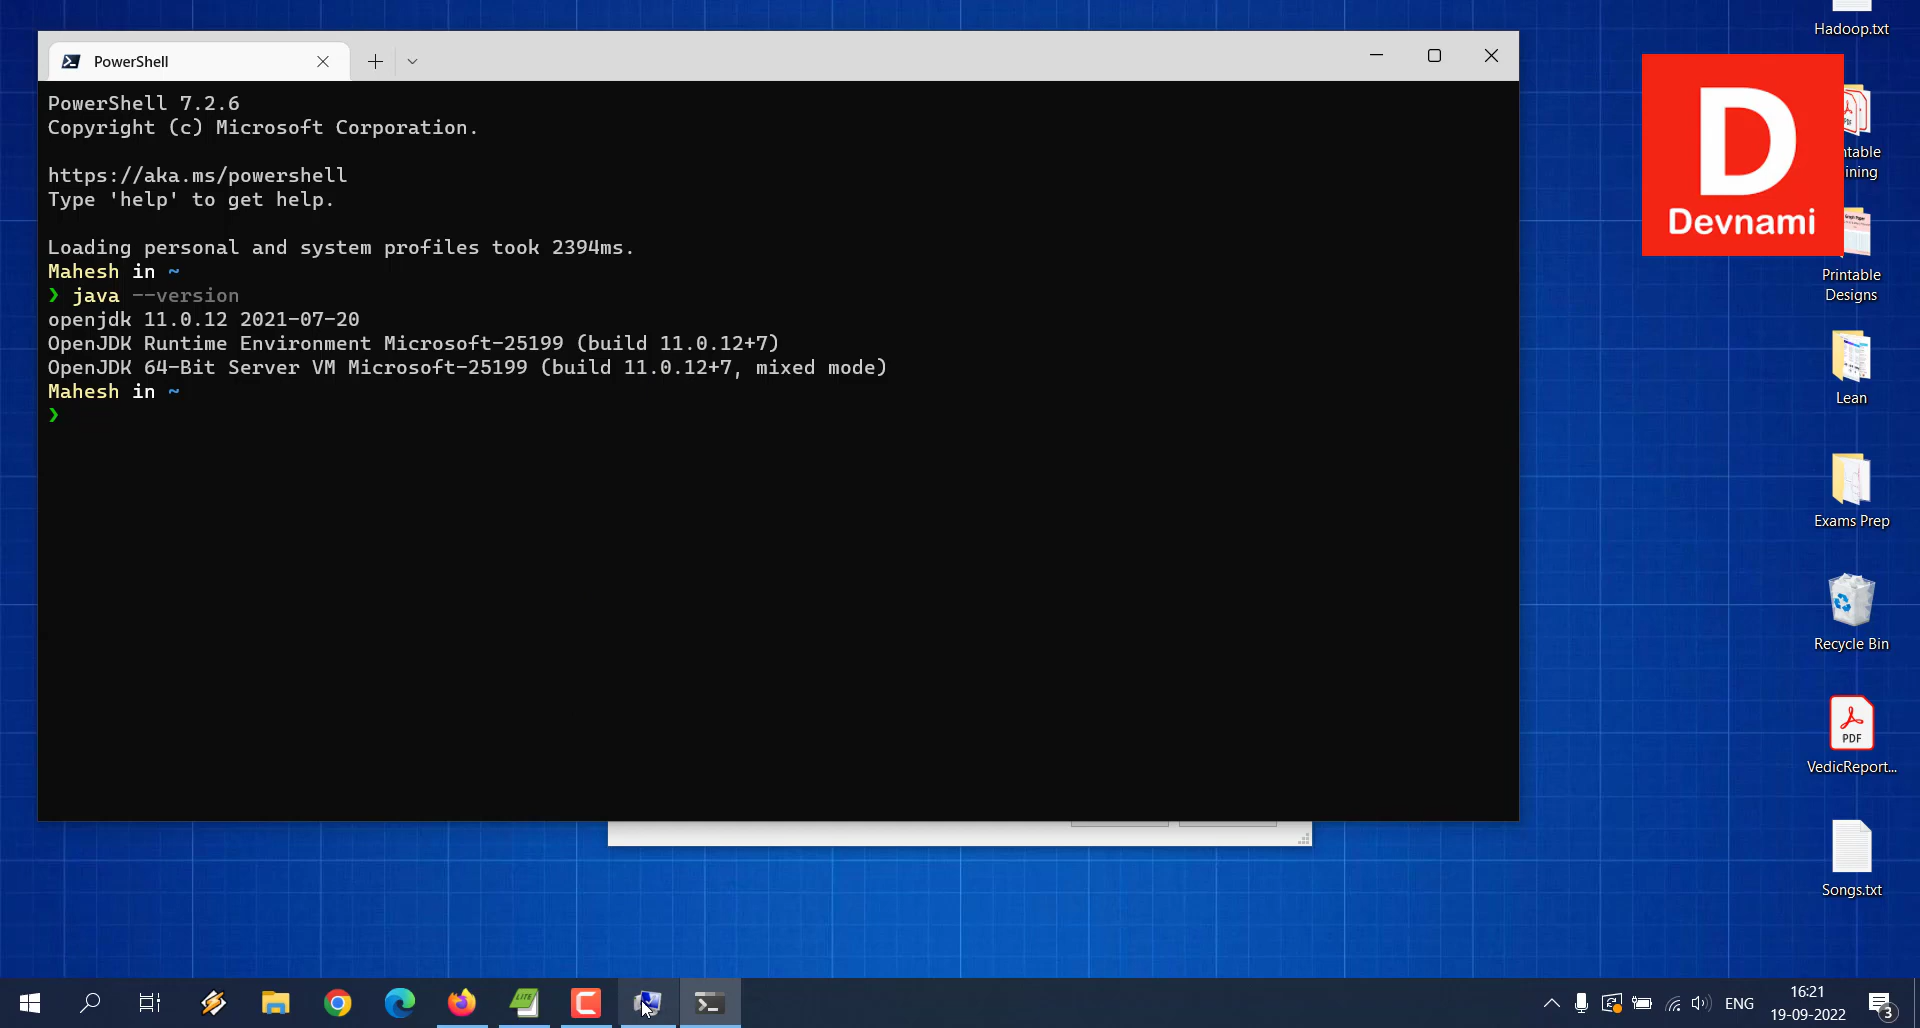 PowerShell
PowerShell 7.2.6
Copyright (c) Microsoft Corporation.
https://aka.ms/powershell
Type 'help' to get help.
Loading personal and system profiles took 2394ms.
Mahesh in ~
❯ java --version
openjdk 11.0.12 2021-07-20
OpenJDK Runtime Environment Microsoft-25199 (build 11.0.12+7)
OpenJDK 64-Bit Server VM Microsoft-25199 (build 11.0.12+7, mixed mode)
Mahesh in ~
❯
Hadoop.txt
D
Devnami
table
ining
Printable
Designs
Lean
Exams Prep
Recycle Bin
PDF
VedicReport...
Songs.txt
LITE
ENG
16:21
19-09-2022
3